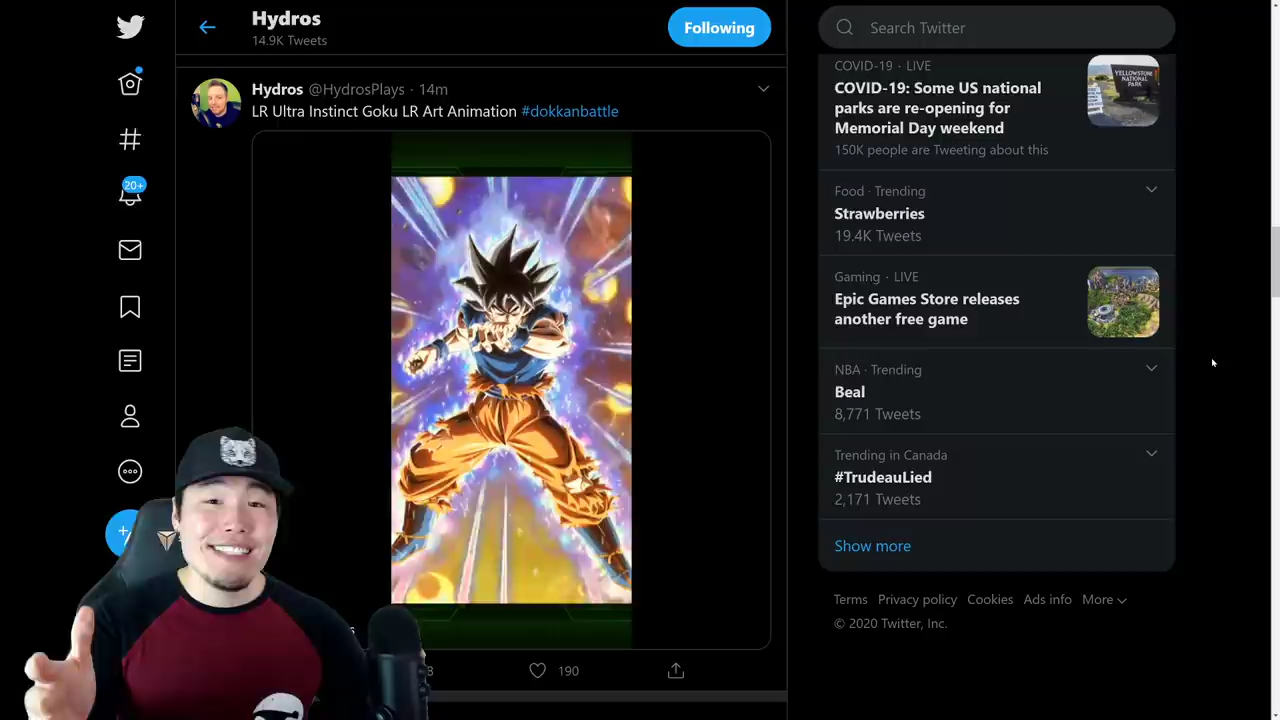 Hydros
14.9K Tweets
Following
Search Twitter
Hydros @HydrosPlays · 14m
LR Ultra Instinct Goku LR Art Animation #dokkanbattle
20+
190
COVID-19 · LIVE
COVID-19: Some US national
parks are re-opening for
Memorial Day weekend
150K people are Tweeting about this
YELLOWSTONE
NATIONAL
PARK
Food · Trending
Strawberries
19.4K Tweets
Gaming · LIVE
Epic Games Store releases
another free game
NBA · Trending
Beal
8,771 Tweets
Trending in Canada
#TrudeauLied
2,171 Tweets
Show more
Terms Privacy policy Cookies Ads info More
© 2020 Twitter, Inc.